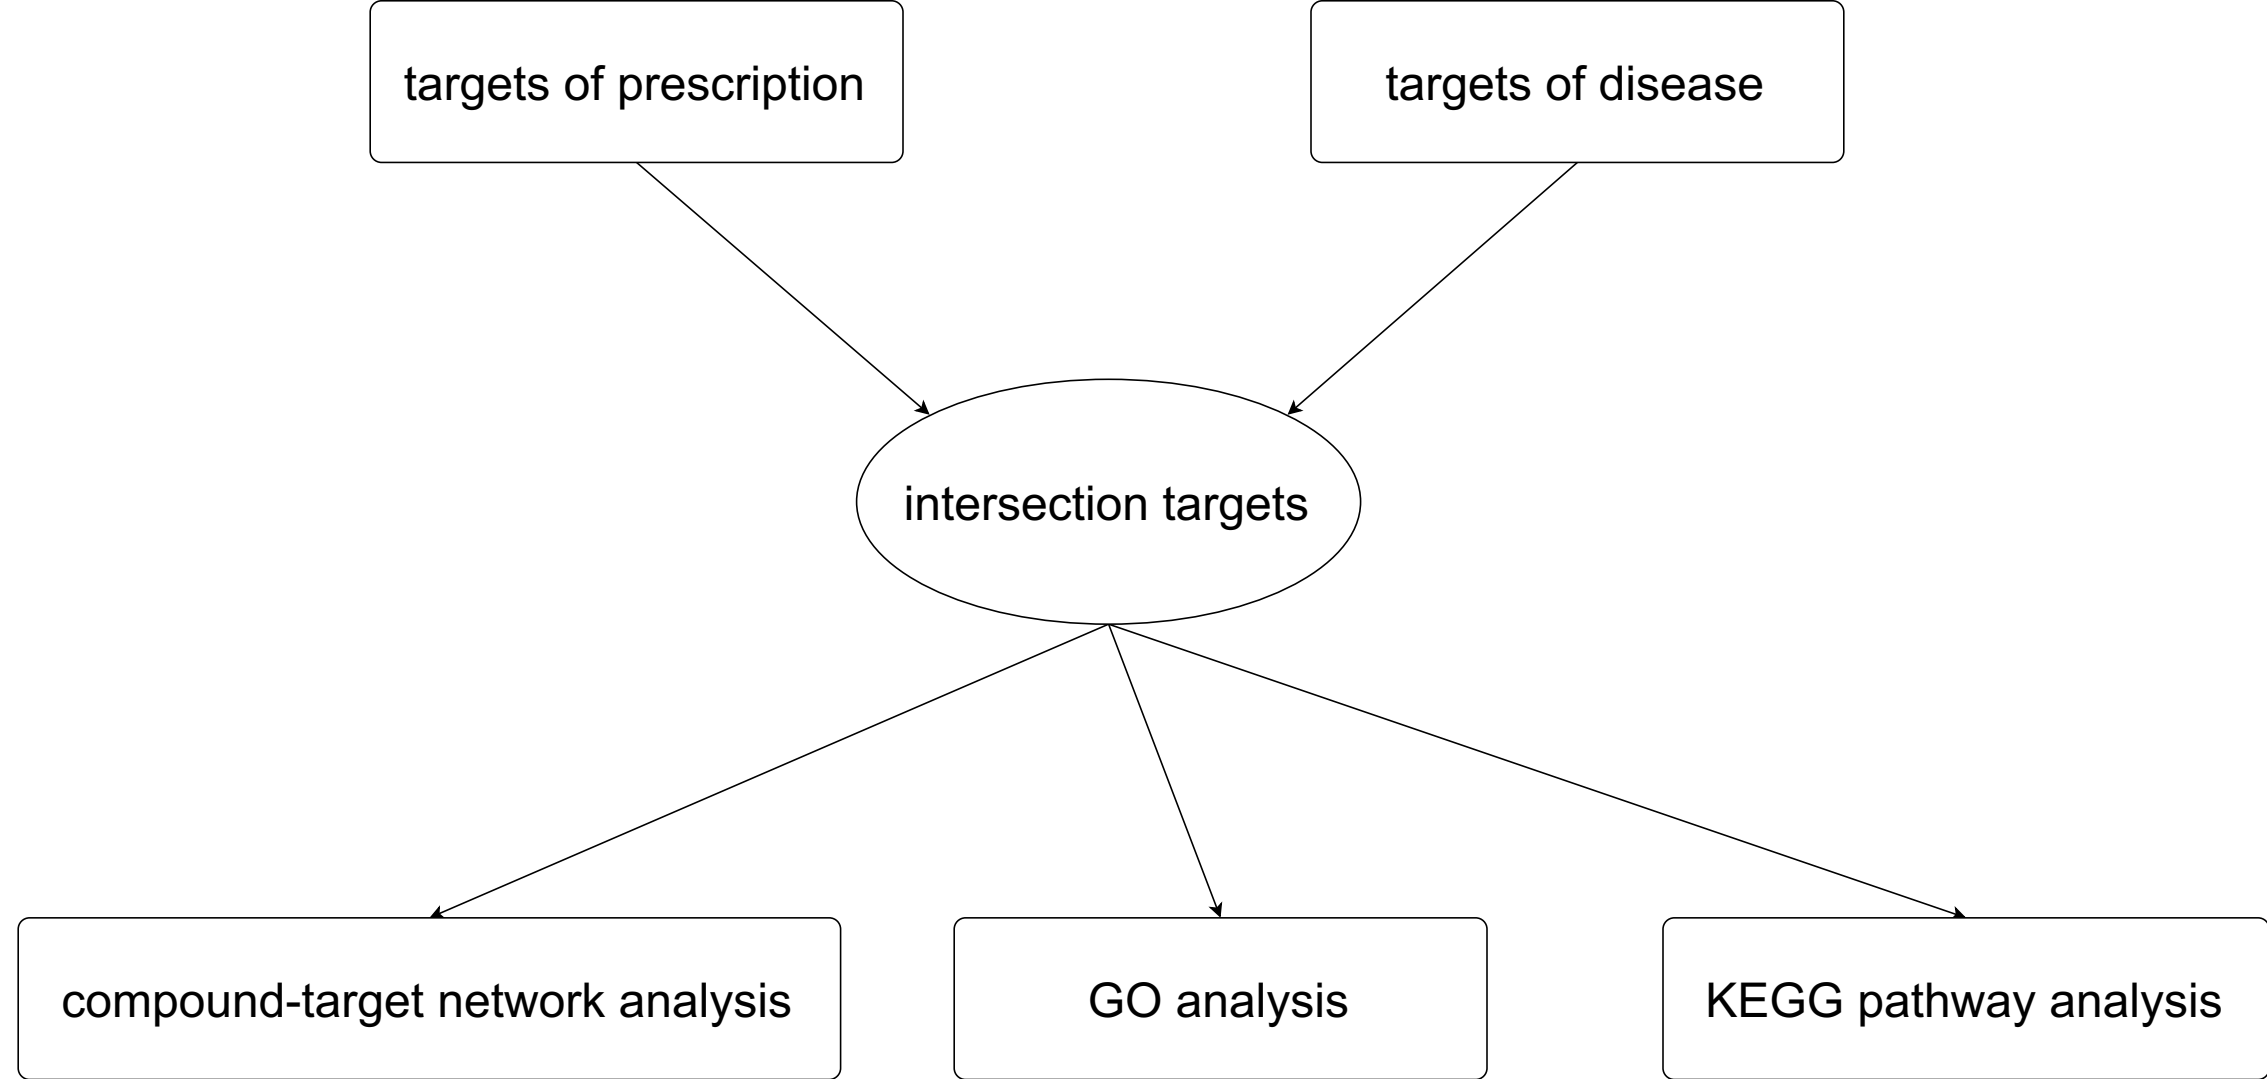 targets of prescription
targets of disease
intersection targets
compound-target network analysis
GO analysis
KEGG pathway analysis